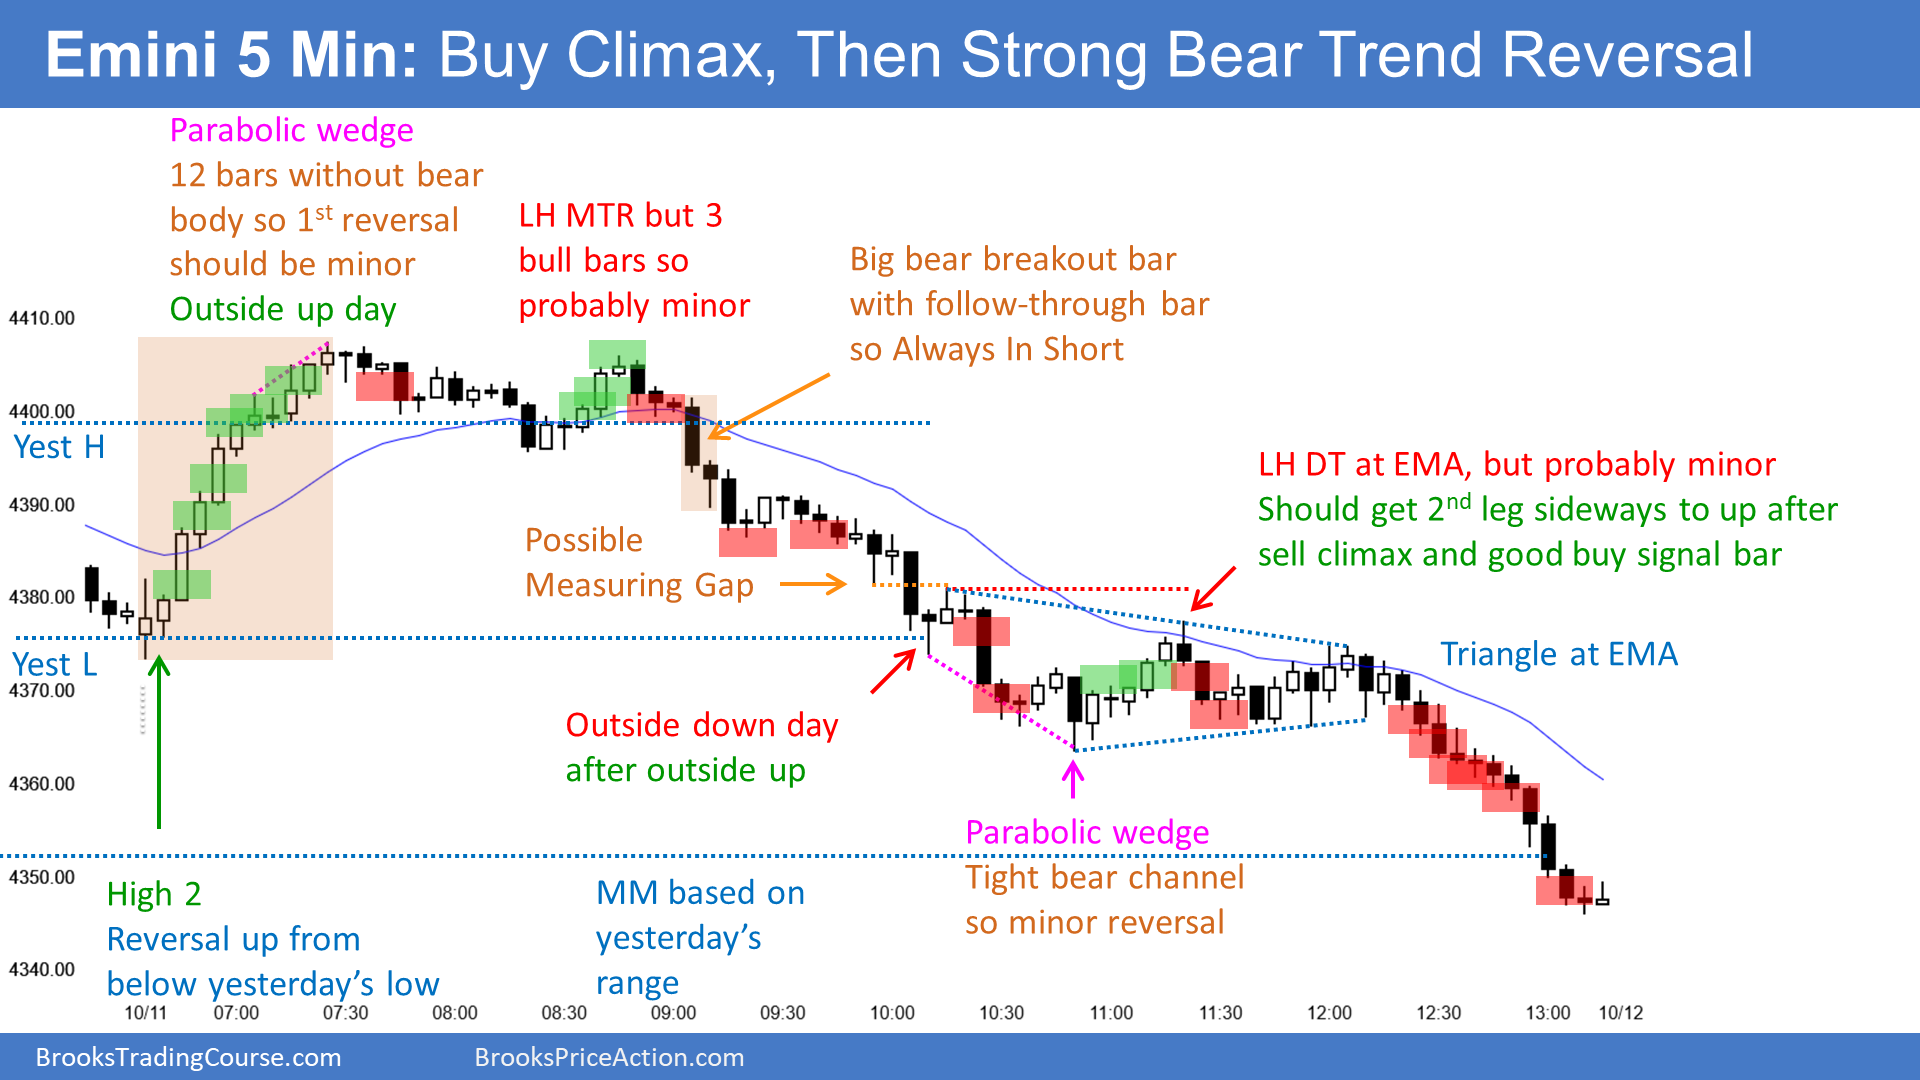 Emini 5 Min: Buy Climax, Then Strong Bear Trend Reversal
Parabolic wedge
12 bars without bear
body so 1st reversal
should be minor
Outside up day
LH MTR but 3
bull bars so
probably minor
Big bear breakout bar
with follow-through bar
so Always In Short
4410.00
4400.00
Yest H
4390.00
4380.00
Yest L
4370.00
4360.00
4350.00
4340.00
Possible
Measuring Gap
LH DT at EMA, but probably minor
Should get 2nd leg sideways to up after
sell climax and good buy signal bar
Triangle at EMA
Outside down day
after outside up
Parabolic wedge
Tight bear channel
so minor reversal
High 2
Reversal up from
below yesterday’s low
MM based on
yesterday’s
range
10/11 07:00 07:30 08:00 08:30 09:00 09:30 10:00 10:30 11:00 11:30 12:00 12:30 13:00 10/12
BrooksTradingCourse.com
BrooksPriceAction.com